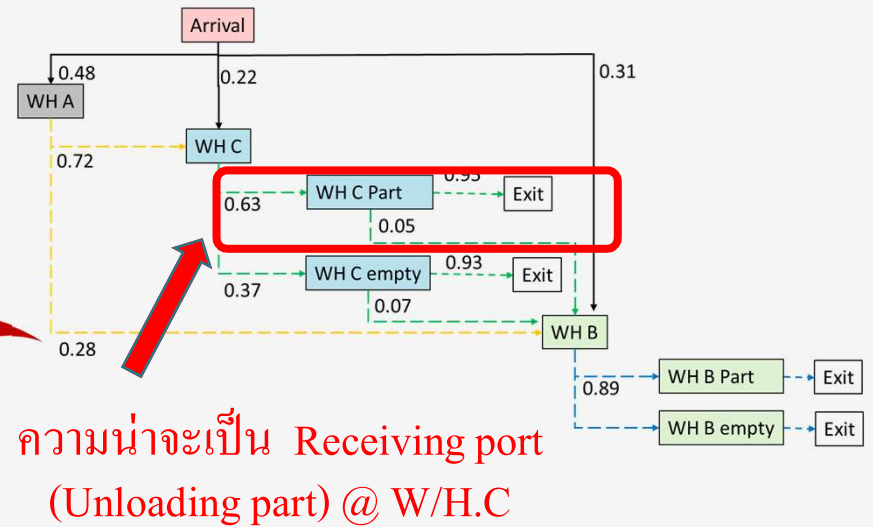 Arrival
0.48
0.22
0.31
WH A
WH C
0.72
0.95
WH C Part
Exit
0.63
0.05
WH C empty
0.93
Exit
0.37
0.07
WH B
0.28
WH B Part
Exit
0.89
WH B empty
Exit
ความน่าจะเป็น Receiving port
(Unloading part) @ W/H.C